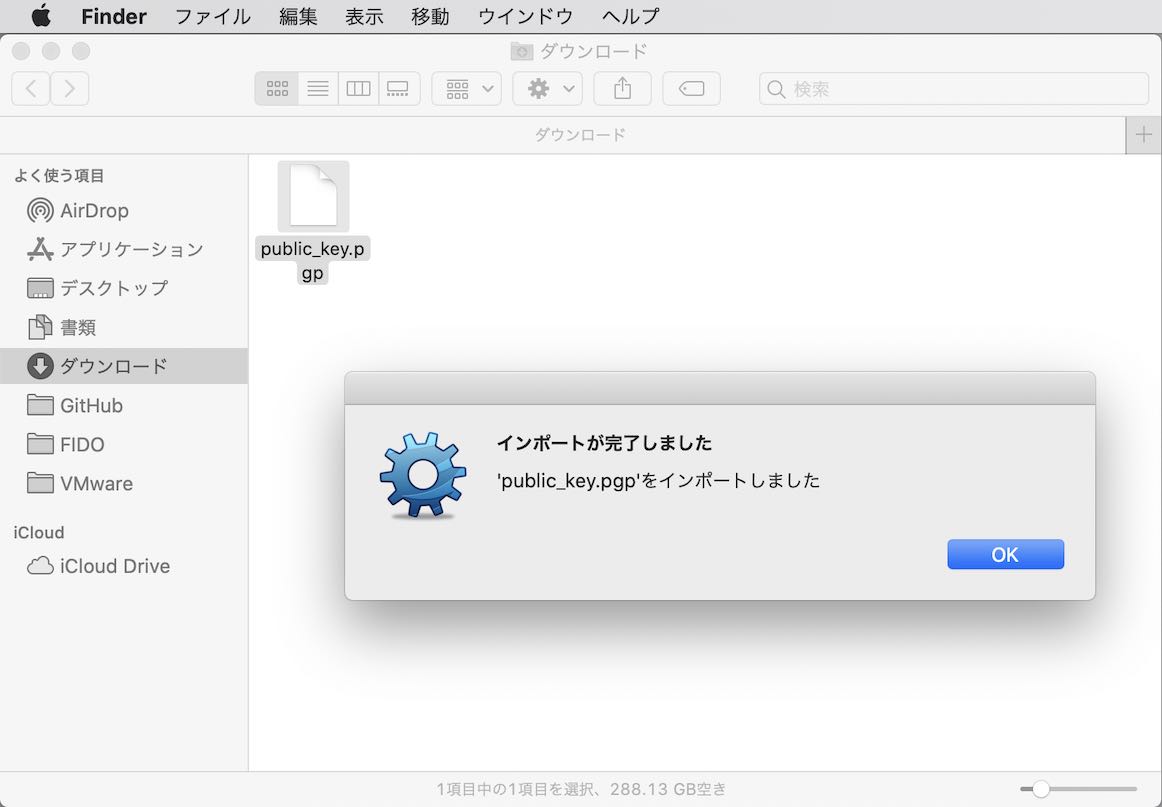 Finder ファイル 編集 表示 移動 ウインドウ ヘルプ
ダウンロード
検索
ダウンロード
よく使う項目
AirDrop
アプリケーション
デスクトップ
書類
ダウンロード
GitHub
FIDO
VMware
iCloud
iCloud Drive
public_key.p
gp
インポートが完了しました
'public_key.pgp'をインポートしました
OK
1項目中の1項目を選択、288.13 GB空き